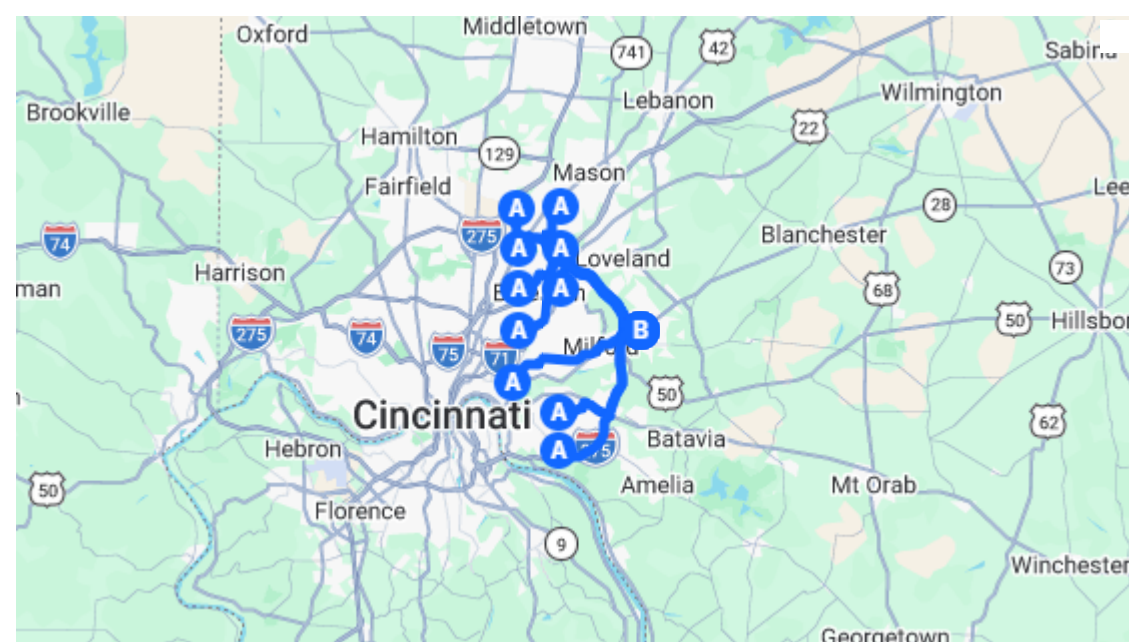 Middletown
Oxford
741
42
Sabina
Brookville
Lebanon
Wilmington
22
Hamilton
129
Mason
Fairfield
Lee
A
A
28
275
74
Blanchester
A
A
Loveland
Harrison
73
man
A
A
68
275
74
75
71
A
Milford
B
50
Hillsbor
A
50
Cincinnati
A
62
Hebron
A
275
Batavia
50
Amelia
Mt Orab
Florence
9
Winchester
Georgetown